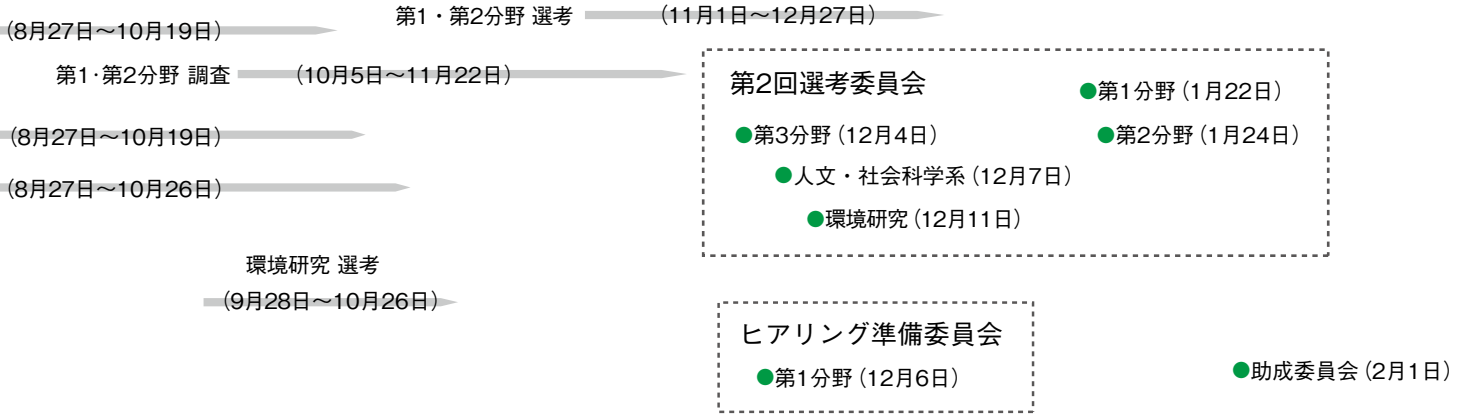 第1・第2分野 選考 (11月1日～12月27日)
(8月27日～10月19日)
第1・第2分野 調査 (10月5日～11月22日)
(8月27日～10月19日)
(8月27日～10月26日)
環境研究 選考
(9月28日～10月26日)
第2回選考委員会
●第1分野 (1月22日)
●第3分野 (12月4日)
●第2分野 (1月24日)
●人文・社会科学系 (12月7日)
●環境研究 (12月11日)
ヒアリング準備委員会
●第1分野 (12月6日)
●助成委員会 (2月1日)